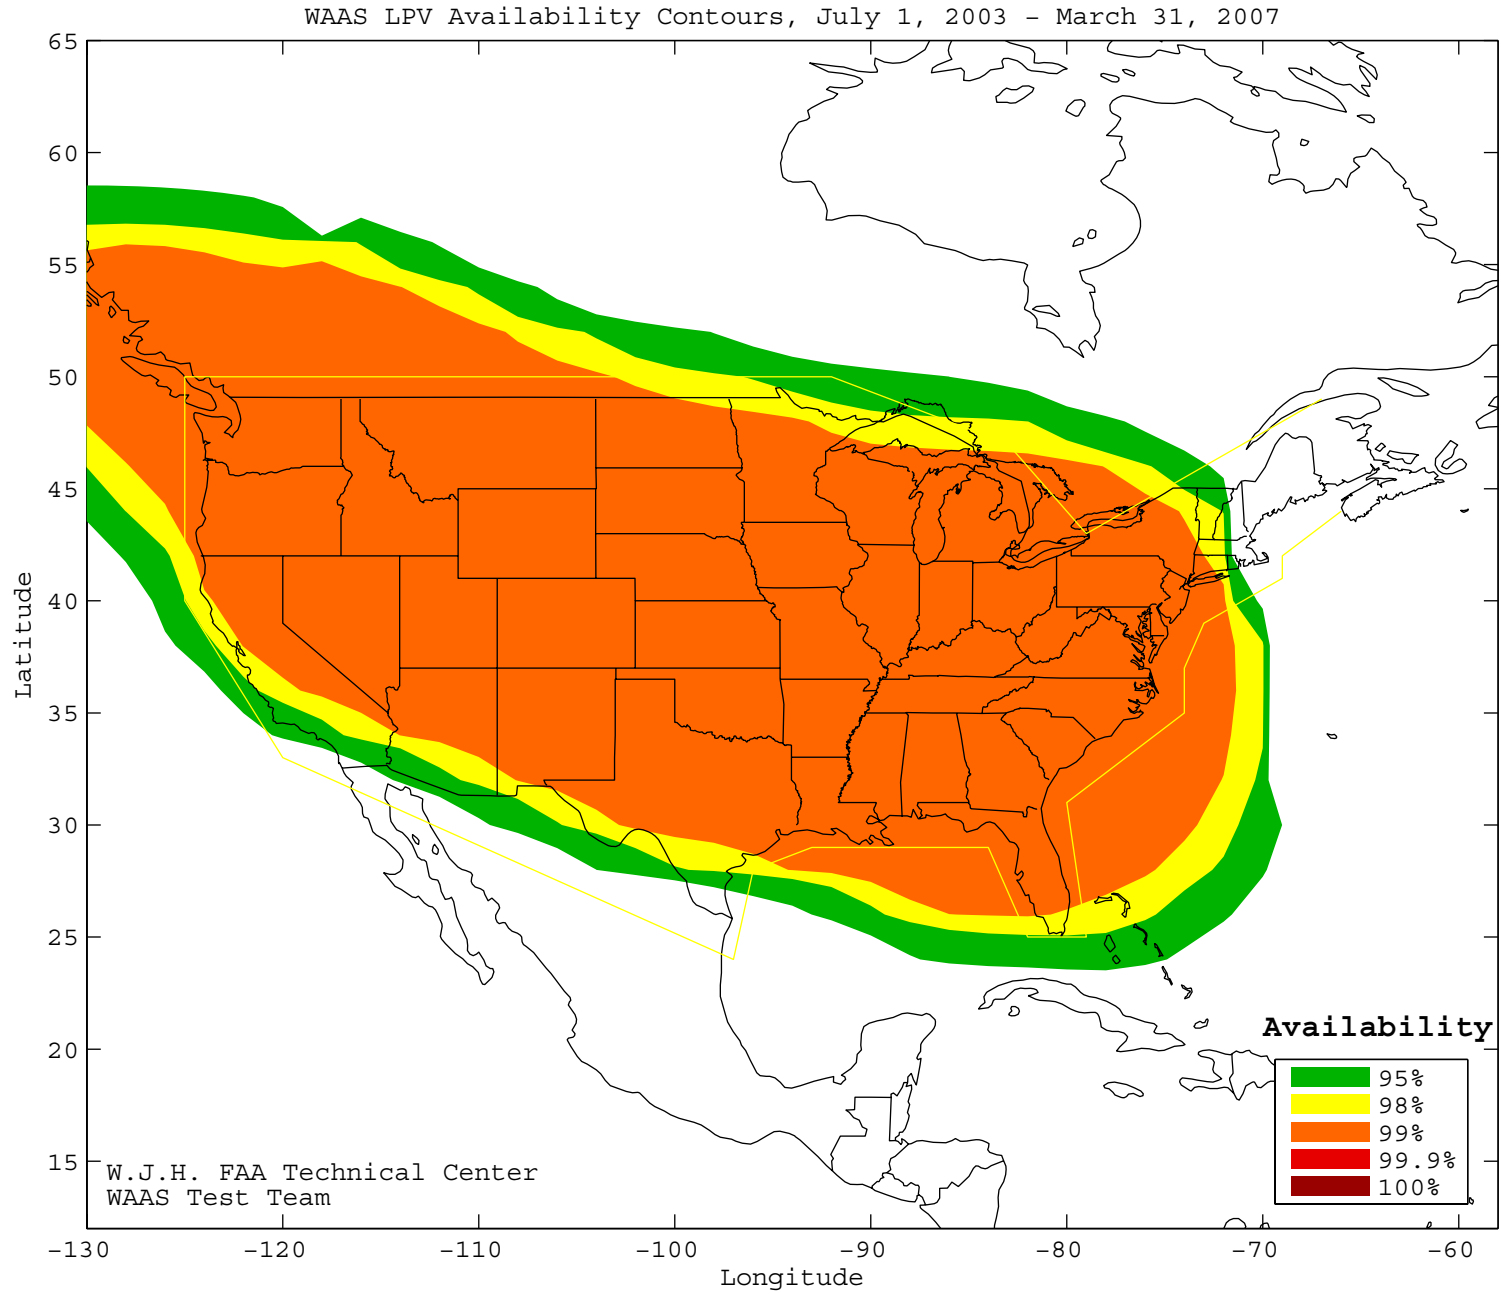 WAAS LPV Availability Contours, July 1, 2003 - March 31, 2007
65
60
55
50
45
40
35
30
25
20
15
Latitude
Availability
95%
98%
99%
99.9%
100%
W.J.H. FAA Technical Center
WAAS Test Team
-130 -120 -110 -100 -90 -80 -70 -60
Longitude